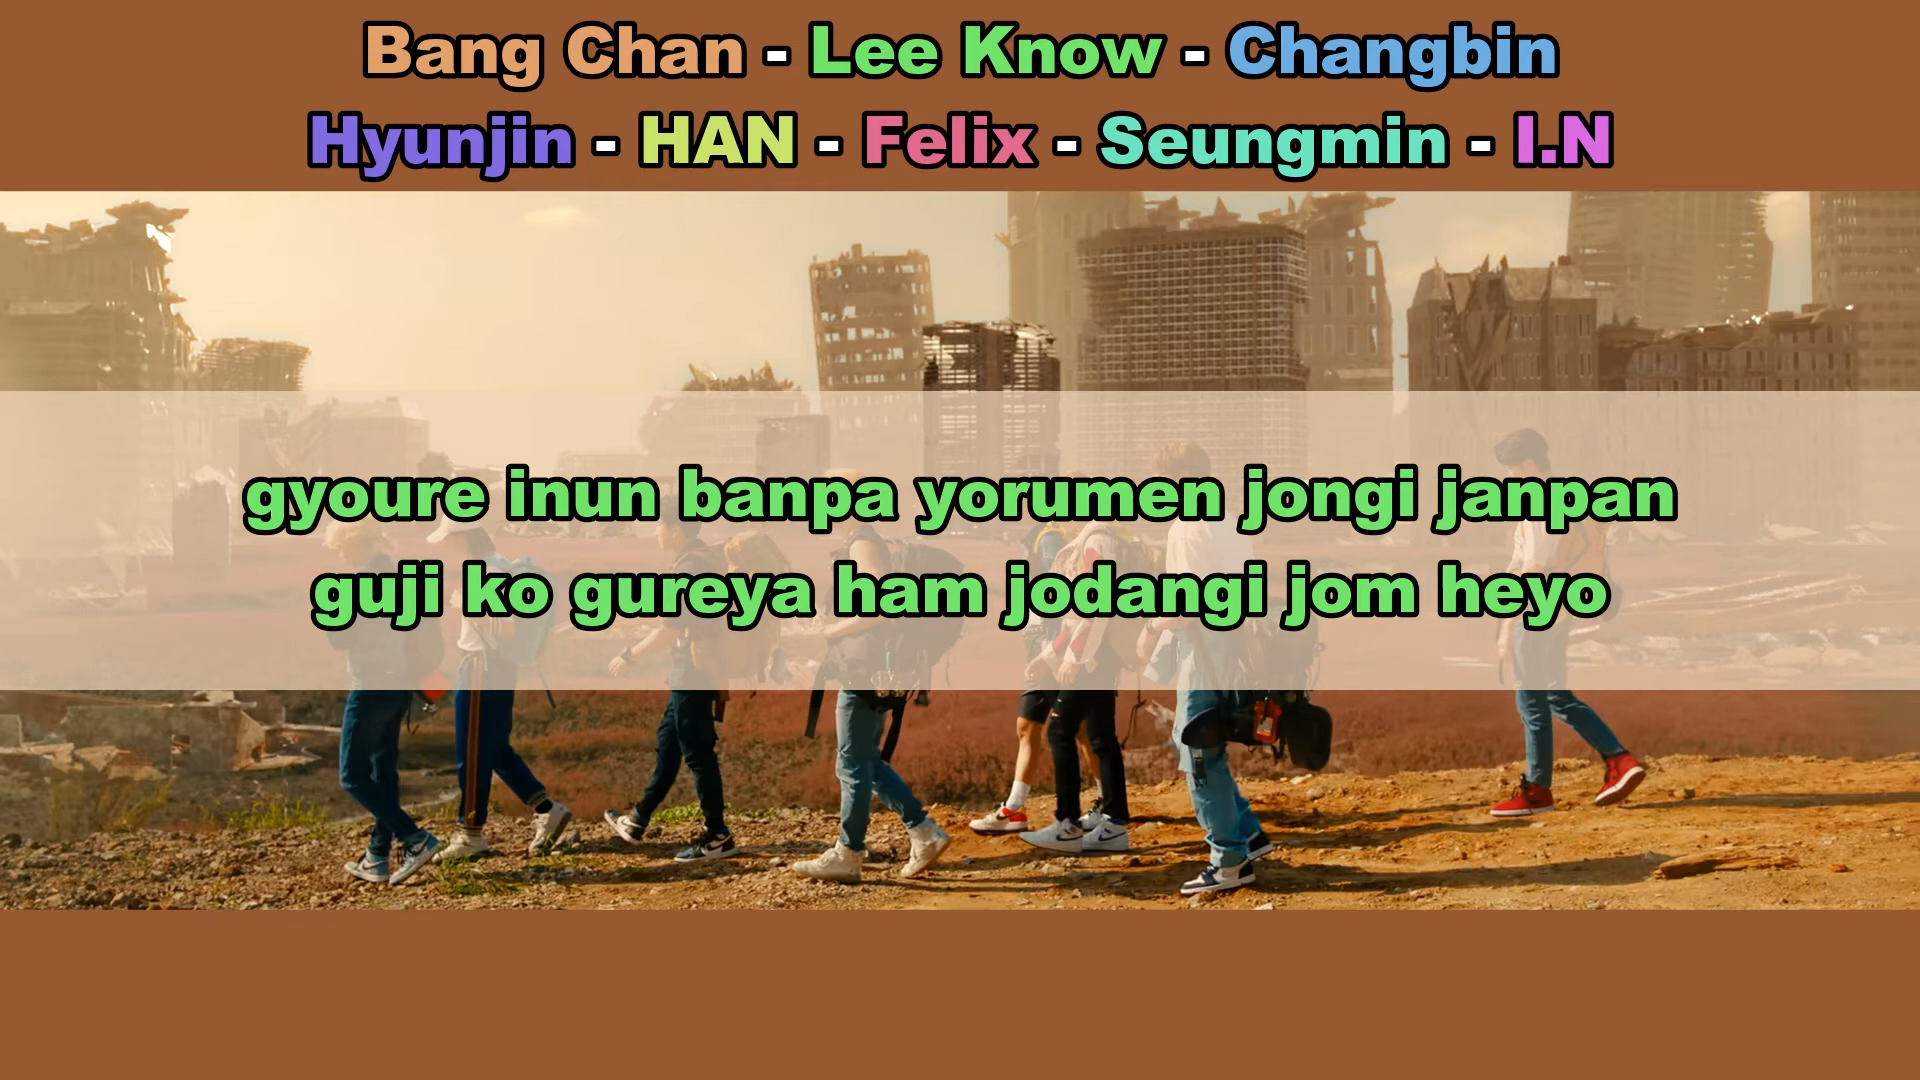 Bang Chan - Lee Know - Changbin
Hyunjin - HAN - Felix - Seungmin - I.N
gyoure inun banpa yorumen jongi janpan
guji ko gureya ham jodangi jom heyo